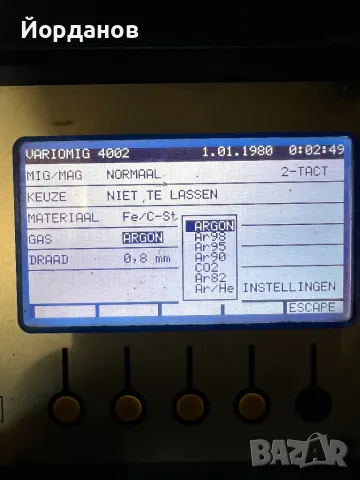 Йорданов
VARIOMIG 4002 1.01.1980 0:02:49
MIG/MAG NORMAAL 2-TACT
KEUZE NIET TE LASSEN
MATERIAAL Fe/C-St
GAS ARGON
DRAAD 0,8 mm
ARGON
Ar98
Ar95
Ar90
CO2
Ar82
Ar/He
INSTELLINGEN
ESCAPE
BAZAR